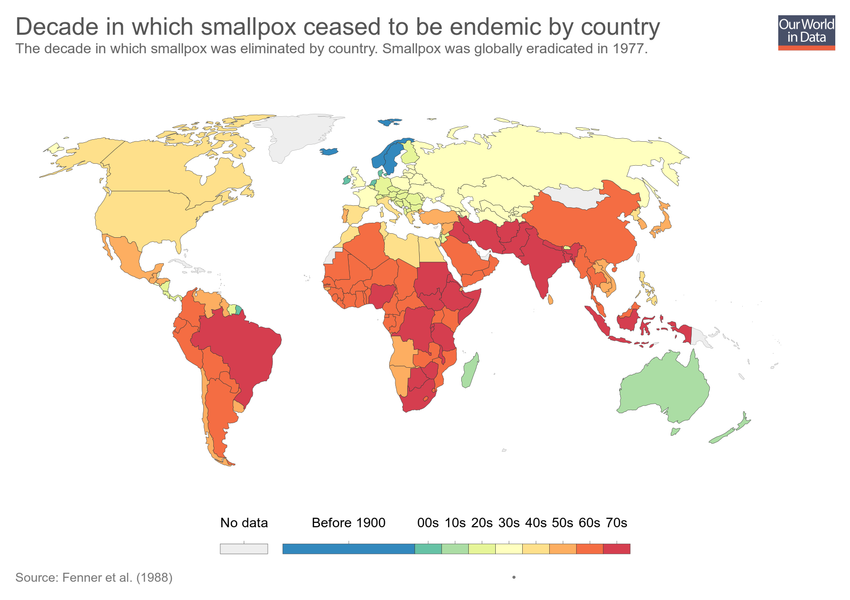 Decade in which smallpox ceased to be endemic by country
The decade in which smallpox was eliminated by country. Smallpox was globally eradicated in 1977.
Our World
in Data
No data
Before 1900
00s 10s 20s 30s 40s 50s 60s 70s
Source: Fenner et al. (1988)